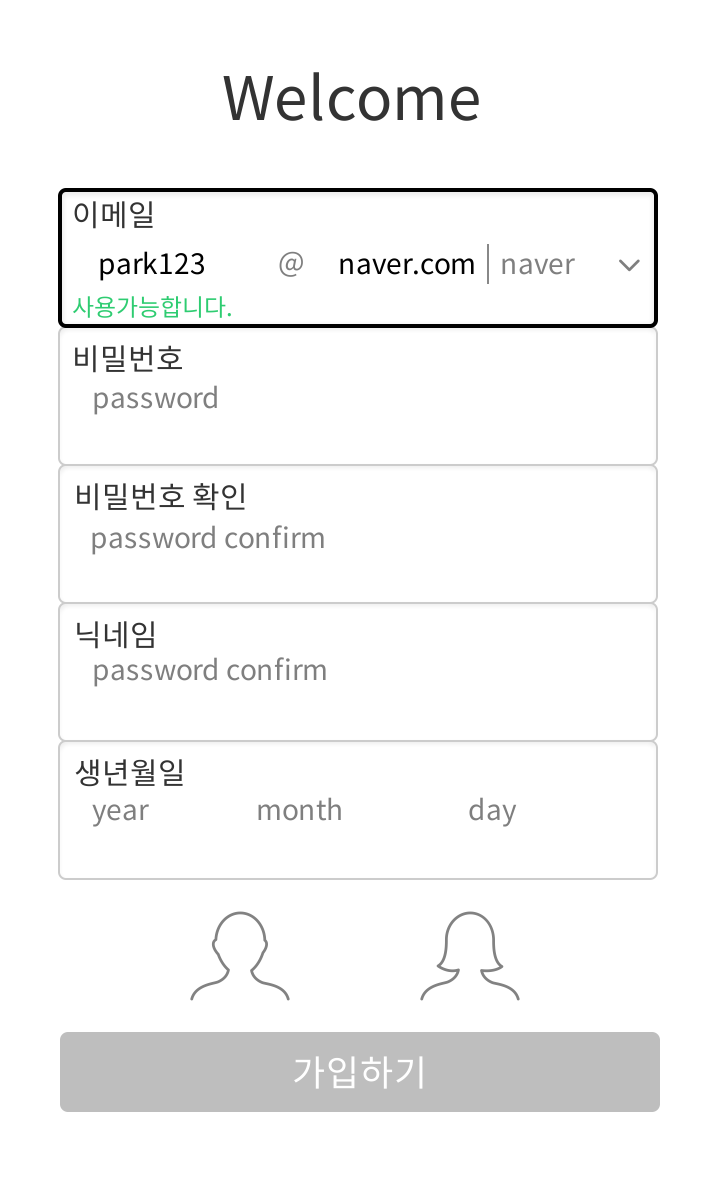 Welcome
이메일
park123 @ naver.com naver
사용가능합니다.
비밀번호
password
비밀번호 확인
password confirm
닉네임
password confirm
생년월일
year month day
가입하기